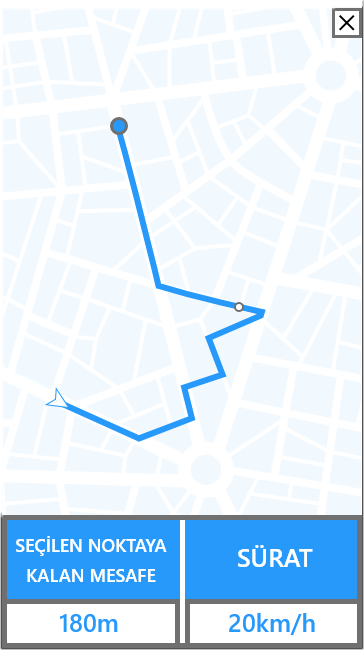 SEÇİLEN NOKTAYA
KALAN MESAFE
SÜRAT
180m
20km/h